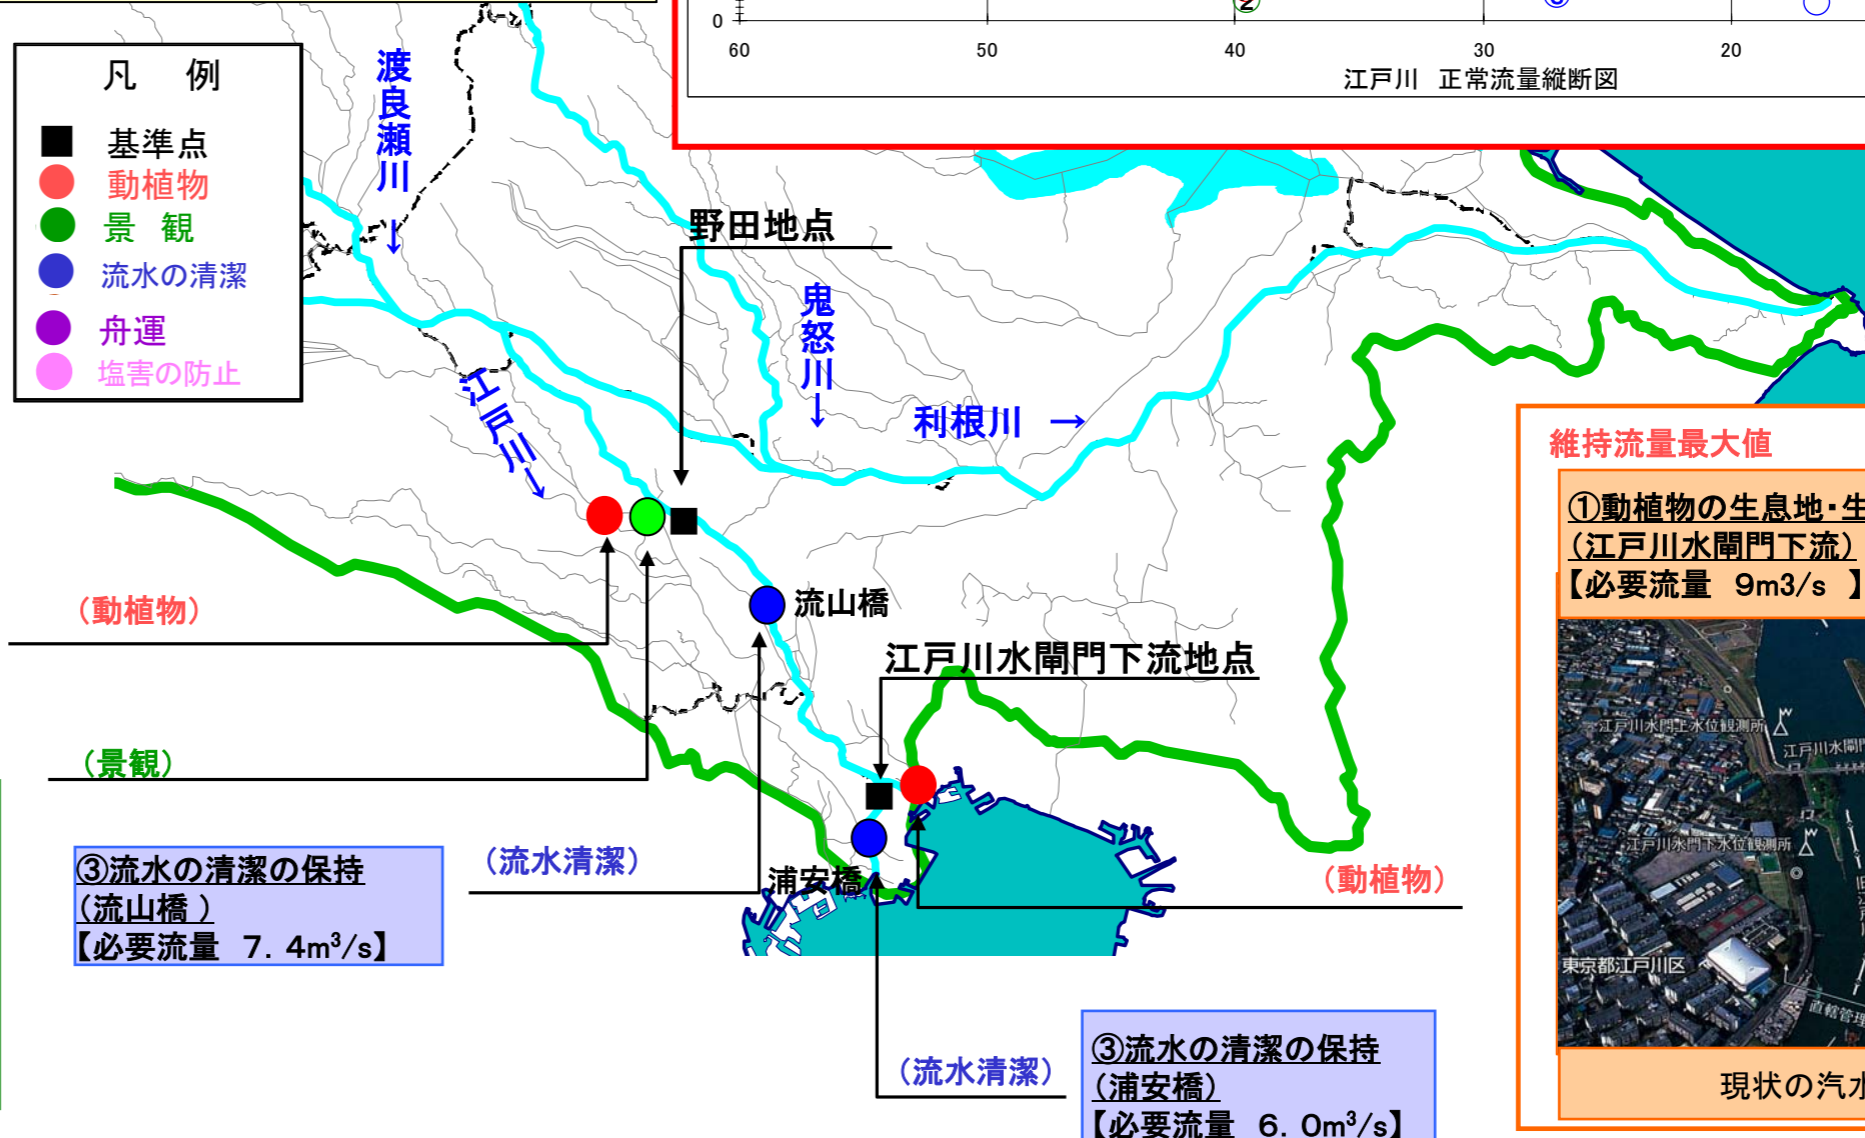 0
60 50 40 30 20
江戸川 正常流量縦断図
凡 例
基準点
動植物
景 観
流水の清潔
舟運
塩害の防止
渡良瀬川
↓
野田地点
鬼怒川
↓
江戸川
↓
利根川 →
維持流量最大値
①動植物の生息地・生
(江戸川水閘門下流)
【必要流量 9m3/s 】
(動植物)
流山橋
江戸川水閘門下流地点
江戸川水門上水位観測所
江戸川水閘門
(景観)
江戸川水門下水位観測所
(流水清潔)
③流水の清潔の保持
(流山橋 )
【必要流量 7. 4m³/s】
浦安橋
(動植物)
東京都江戸川区
直轄管理
(流水清潔)
③流水の清潔の保持
(浦安橋)
【必要流量 6. 0m³/s】
現状の汽水